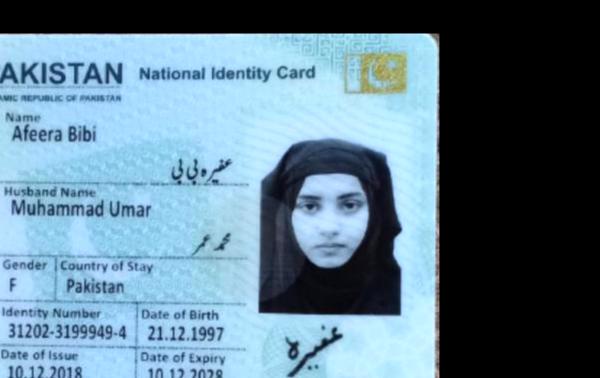 AKISTAN National Identity Card
AMIC REPUBLIC OF PAKISTAN
Name
Afeera Bibi
عفیرہ بی بی
Husband Name
Muhammad Umar
محمد عمر
Gender Country of Stay
F Pakistan
Identity Number Date of Birth
31202-3199949-4 21.12.1997
Date of Issue Date of Expiry
10.12.2018 10.12.2028
عفیرہ